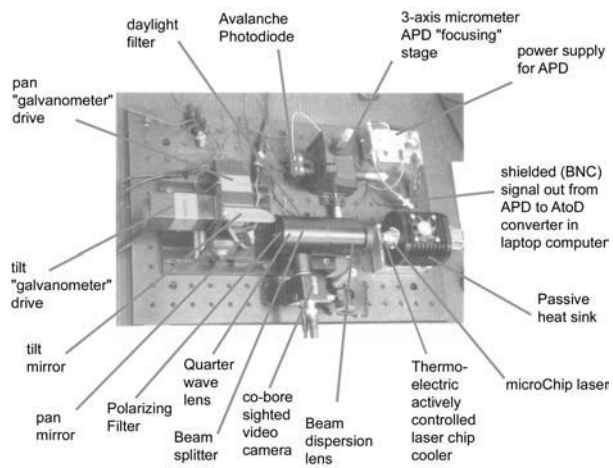 daylight
filter
Avalanche
Photodiode
3-axis micrometer
APD "focusing"
stage
power supply
for APD
pan
"galvanometer"
drive
shielded (BNC)
signal out from
APD to AtoD
converter in
laptop computer
tilt
"galvanometer"
drive
Passive
heat sink
tilt
mirror
pan
mirror
Polarizing
Filter
Quarter
wave
lens
Beam
splitter
co-bore
sighted
video
camera
Beam
dispersion
lens
Thermo-
electric
actively
controlled
laser chip
cooler
microChip laser